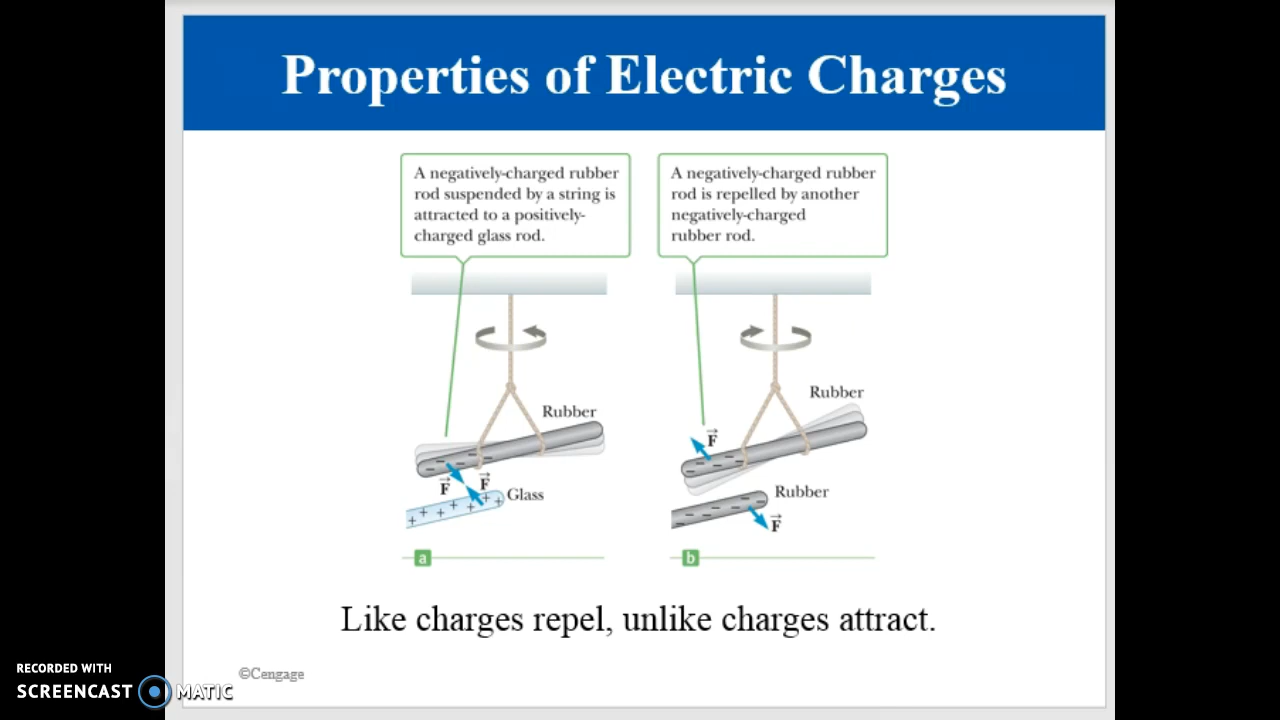 Properties of Electric Charges
A negatively-charged rubber
rod suspended by a string is
attracted to a positively-
charged glass rod.
A negatively-charged rubber
rod is repelled by another
negatively-charged
rubber rod.
Rubber
F
F
Glass
a
Rubber
F
Rubber
F
b
Like charges repel, unlike charges attract.
©Cengage
RECORDED WITH
SCREENCAST MATIC